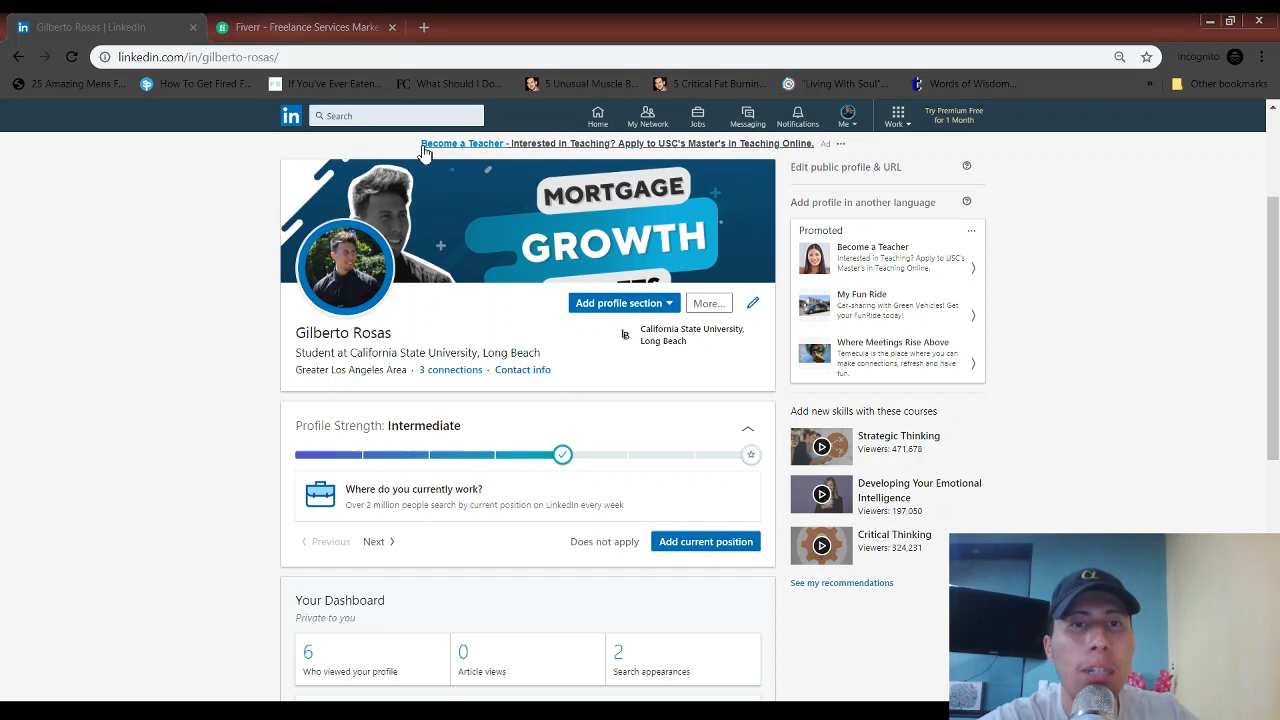 Gilberto Rosas | LinkedIn
Fiverr - Freelance Services Marke
linkedin.com/in/gilberto-rosas/
Incognito
25 Amazing Mens F...
How To Get Fired F...
If You've Ever Eaten...
What Should I Do...
5 Unusual Muscle B...
5 Critical Fat Burnin...
"Living With Soul"...
Words of Wisdom...
Other bookmarks
in
Search
Home
My Network
Jobs
Messaging
Notifications
Me
Work
Try Premium Free
for 1 Month
Become a Teacher - Interested in Teaching? Apply to USC's Master's in Teaching Online.
Ad
MORTGAGE
GROWTH
Add profile section
More...
Gilberto Rosas
Student at California State University, Long Beach
Greater Los Angeles Area · 3 connections · Contact info
California State University,
Long Beach
Profile Strength: Intermediate
Where do you currently work?
Over 2 million people search by current position on LinkedIn every week
Previous
Next
Does not apply
Add current position
Your Dashboard
Private to you
6
Who viewed your profile
0
Article views
2
Search appearances
Edit public profile & URL
Add profile in another language
Promoted
Become a Teacher
Interested in Teaching? Apply to USC's
Master's in Teaching Online.
My Fun Ride
Car-sharing with Green Vehicles! Get
your FunRide today!
Where Meetings Rise Above
Temecula is the place where you can
make connections, refresh and have
fun.
Add new skills with these courses
Strategic Thinking
Viewers: 471,678
Developing Your Emotional
Intelligence
Viewers: 197,050
Critical Thinking
Viewers: 324,231
See my recommendations